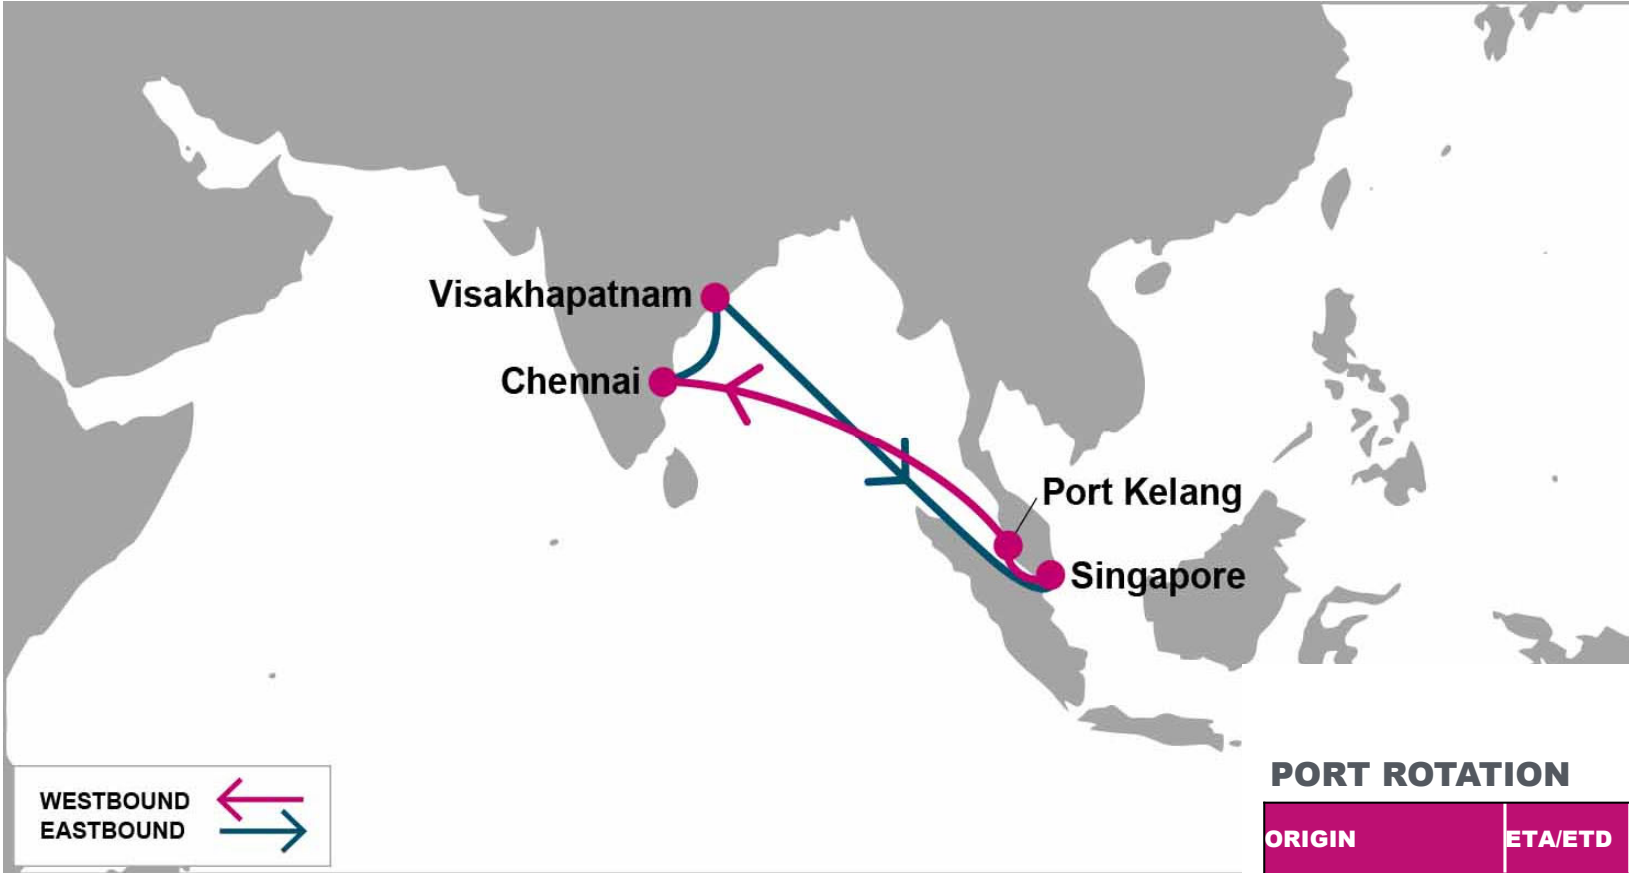 Visakhapatnam
Chennai
Port Kelang
Singapore
WESTBOUND
EASTBOUND
PORT ROTATION
ORIGIN ETA/ETD